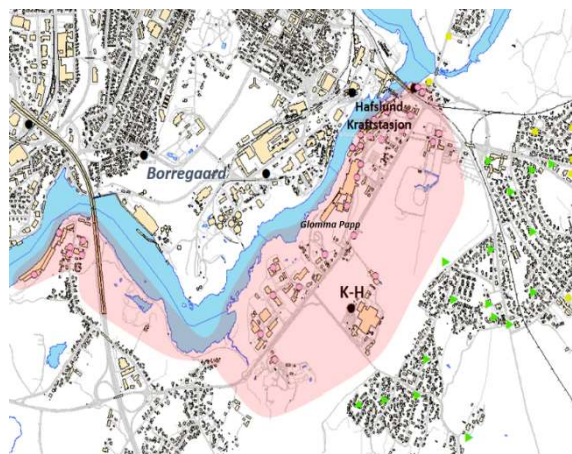 Hafslund
Kraftstasjon
Borregaard
Glomma Papp
K-H